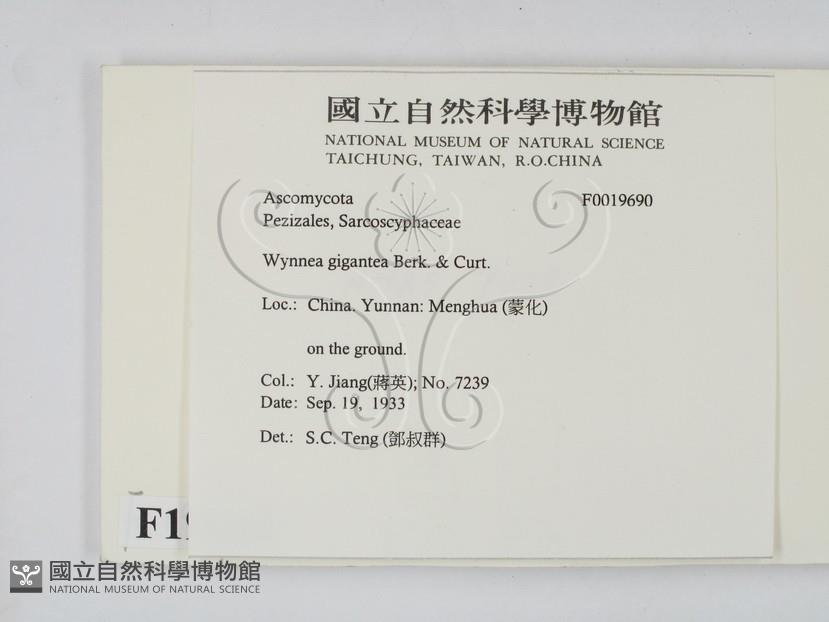 國立自然科學博物館
NATIONAL MUSEUM OF NATURAL SCIENCE
TAICHUNG, TAIWAN, R.O.CHINA
Ascomycota F0019690
Pezizales, Sarcoscyphaceae
Wynnea gigantea Berk. & Curt.
Loc.: China. Yunnan: Menghua (蒙化)
on the ground.
Col.: Y. Jiang(蔣英); No. 7239
Date: Sep. 19, 1933
Det.: S.C. Teng (鄧叔群)
國立自然科學博物館
NATIONAL MUSEUM OF NATURAL SCIENCE